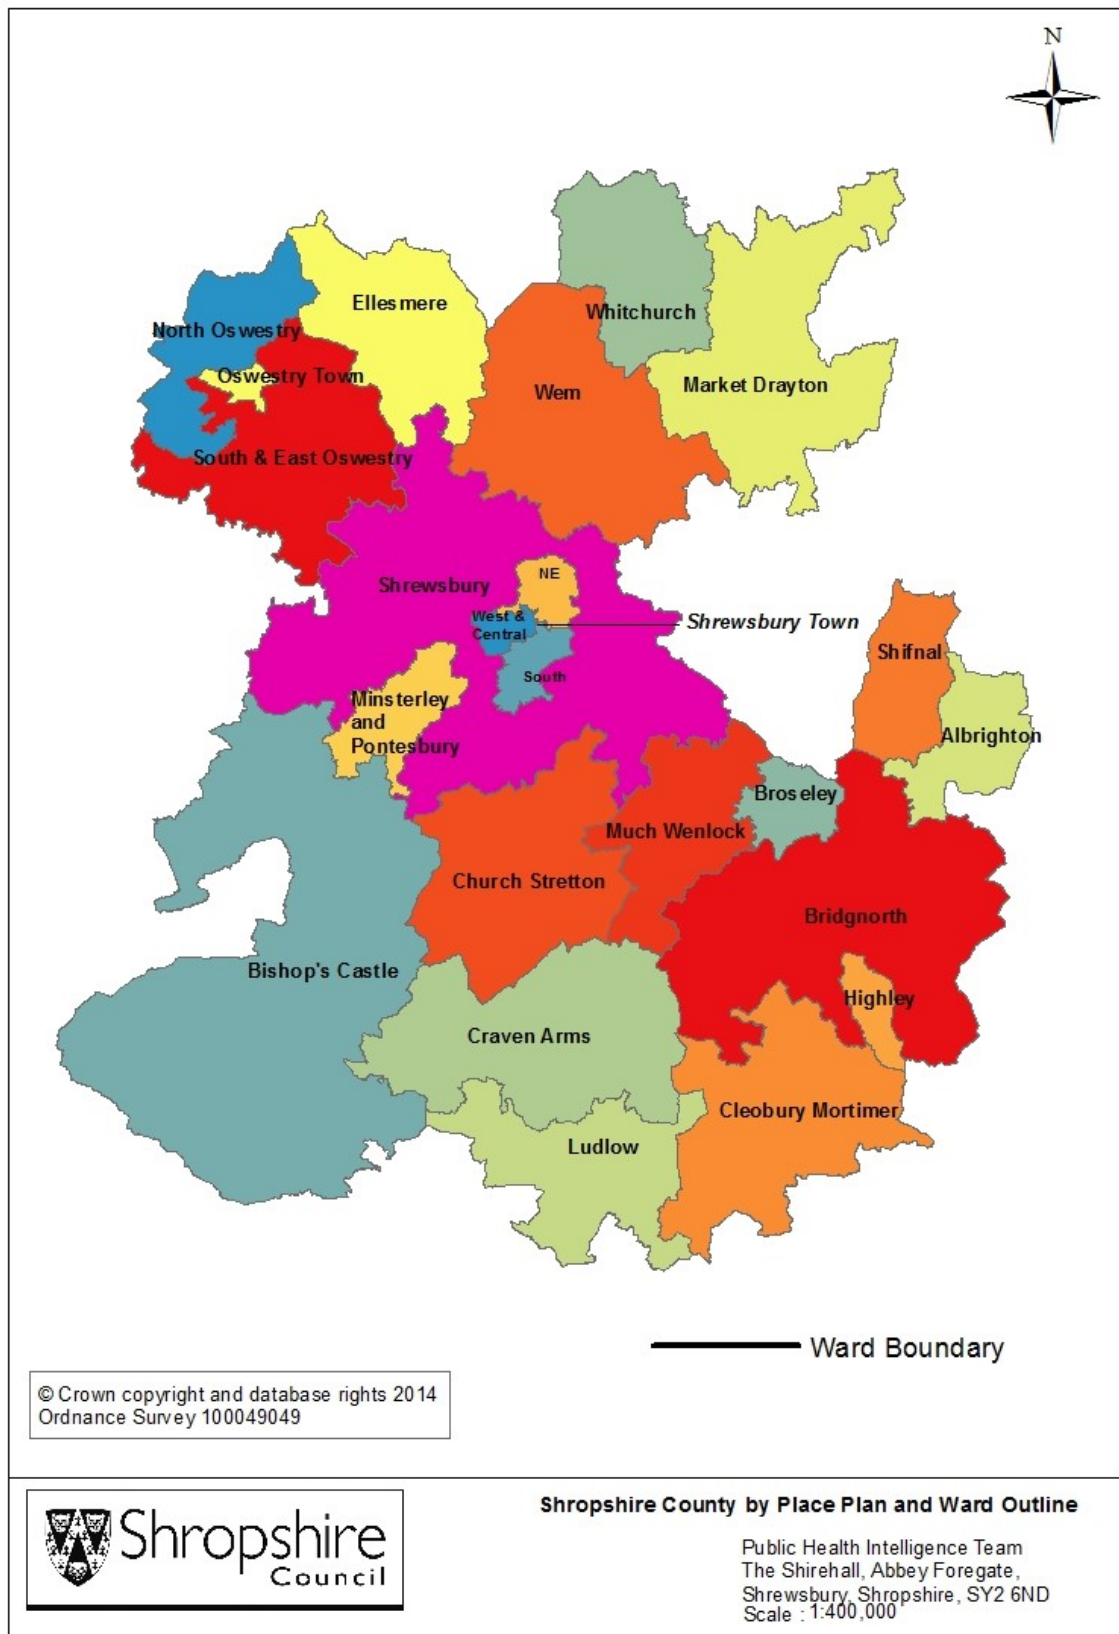 N
Ellesmere
Whitchurch
North Oswestry
Oswestry Town
Wem
Market Drayton
South & East Oswestry
Shrewsbury
NE
West &
Central
Shrewsbury Town
South
Shifnal
Minsterley
and
Pontesbury
Albrighton
Broseley
Much Wenlock
Church Stretton
Bridgnorth
Bishop's Castle
Highley
Craven Arms
Cleobury Mortimer
Ludlow
Ward Boundary
© Crown copyright and database rights 2014
Ordnance Survey 100049049
Shropshire
Council
Shropshire County by Place Plan and Ward Outline
Public Health Intelligence Team
The Shirehall, Abbey Foregate,
Shrewsbury, Shropshire, SY2 6ND
Scale : 1:400,000